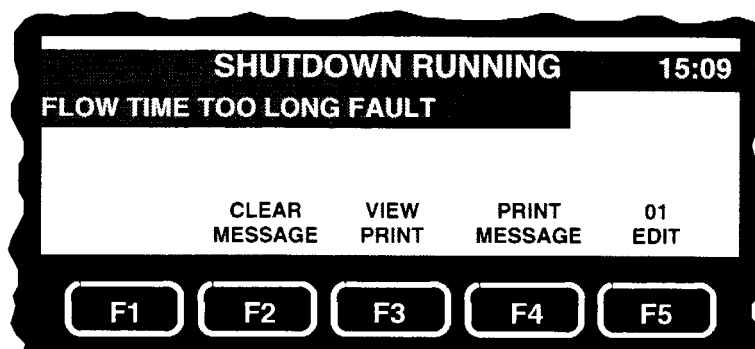 SHUTDOWN RUNNING 15:09
FLOW TIME TOO LONG FAULT
CLEAR MESSAGE
VIEW PRINT
PRINT MESSAGE
01 EDIT
F1 F2 F3 F4 F5